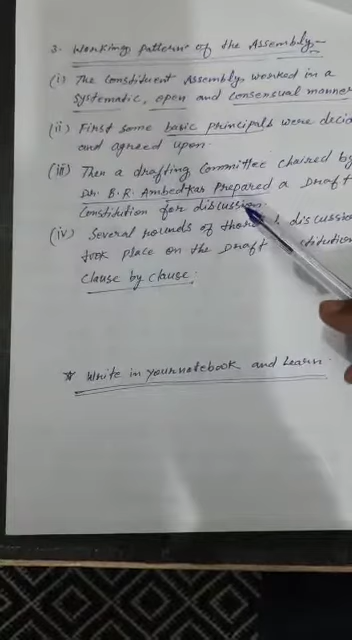 3. Working pattern of the Assembly:-
(i) The Constituent Assembly worked in a
systematic, open and consensual manner
(ii) First some basic principals were
and agreed upon.
(iii) Then a drafting Committee chaired by
Dr. B.R. Ambedkar Prepared a Draft
Constitution for discussion.
(iv) Several rounds of
took place on the Draft
clause by clause.
* Write in your notebook and Learn.